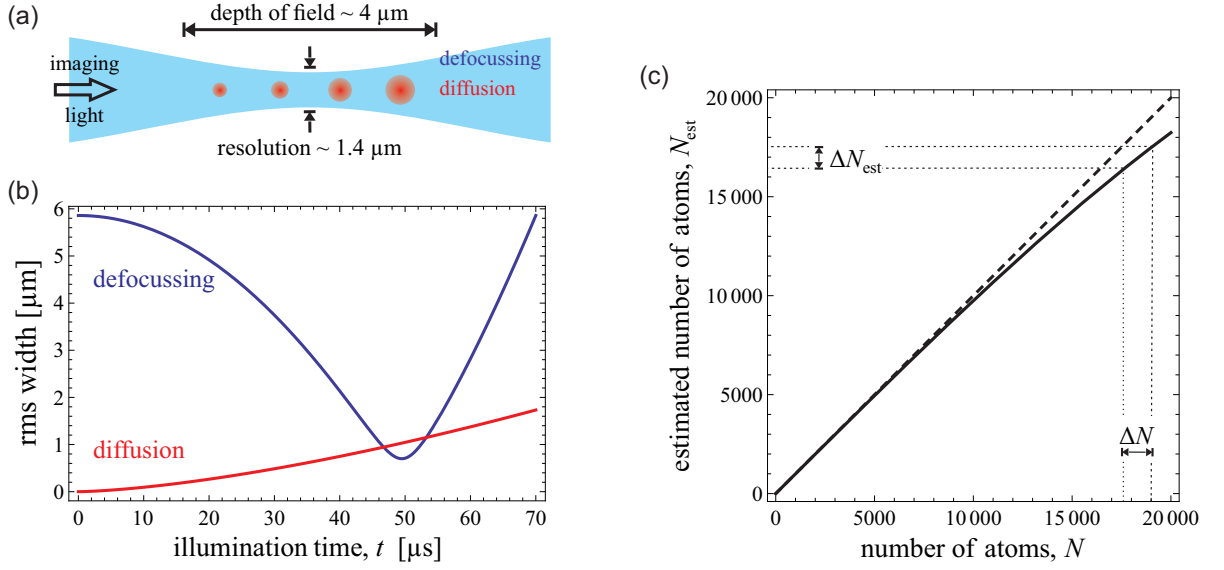 (a)
depth of field ~ 4 µm
imaging
light
defocussing
diffusion
resolution ~ 1.4 µm
(b)
6
5
4
3
2
1
0
rms width [µm]
defocussing
diffusion
0
10
20
30
40
50
60
70
illumination time, t [µs]
(c)
20 000
15 000
10 000
5000
0
estimated number of atoms, N_est
ΔN_est
ΔN
0
5000
10 000
15 000
20 000
number of atoms, N